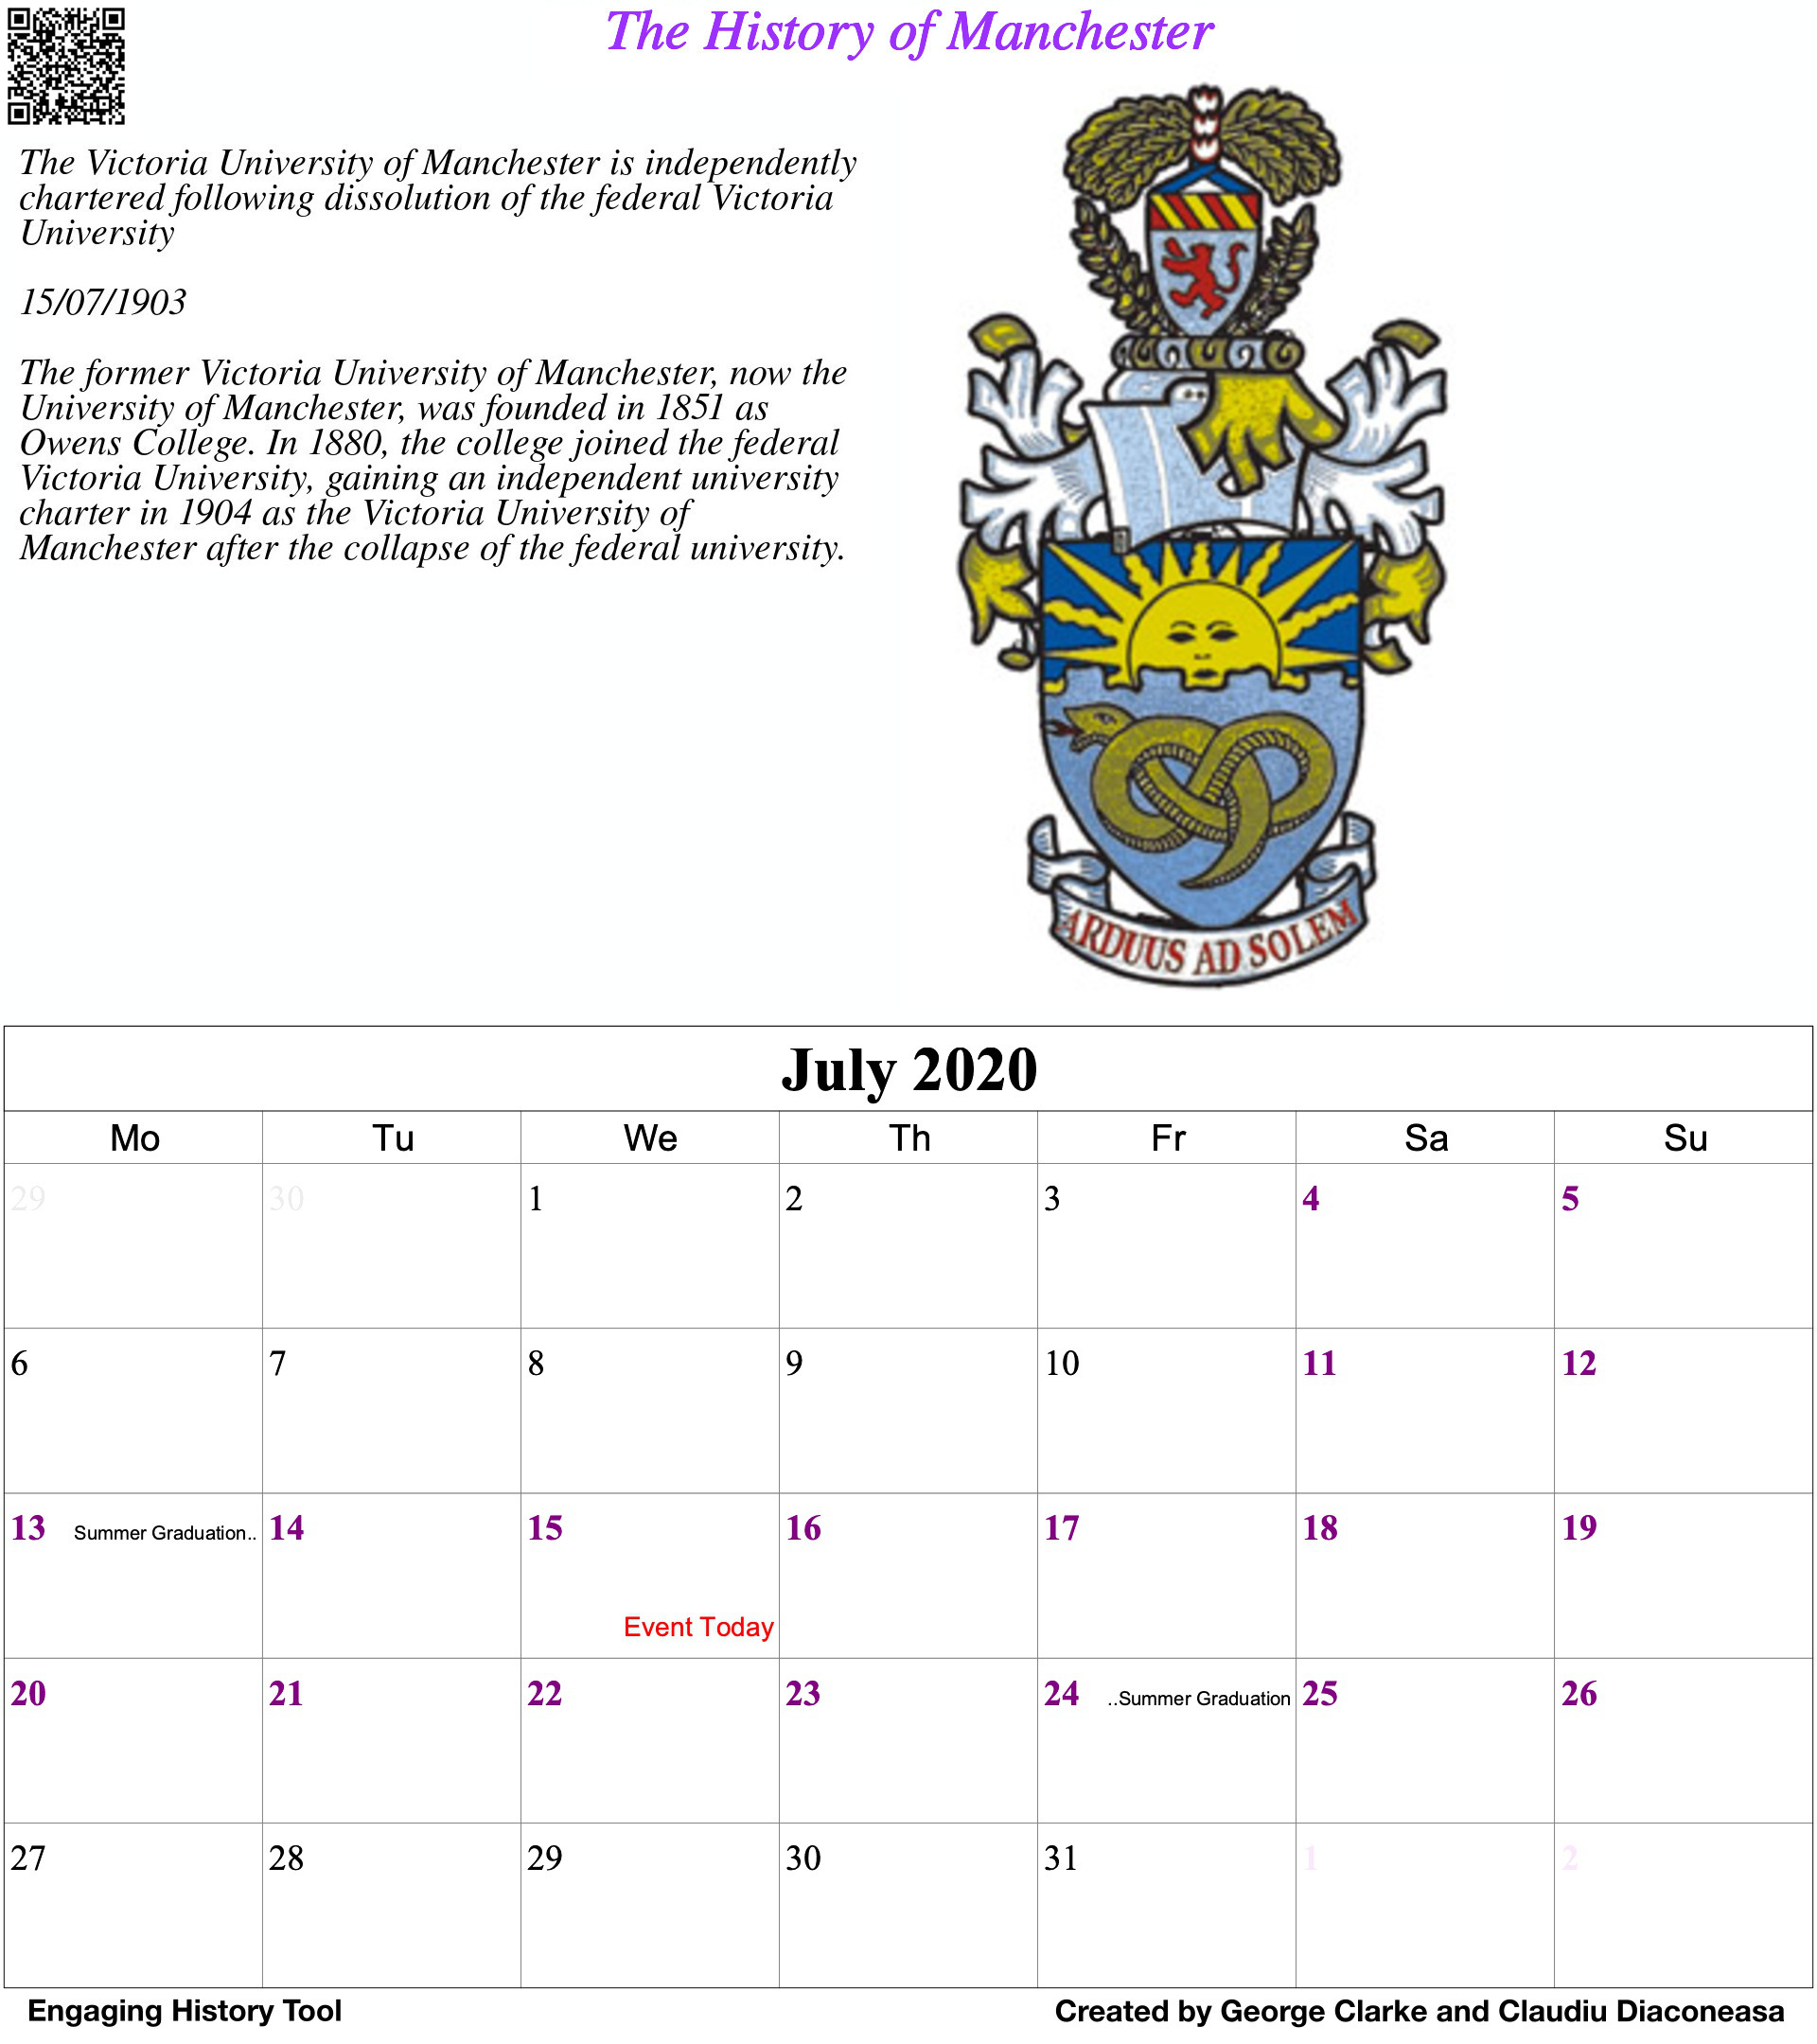 The History of Manchester
The Victoria University of Manchester is independently
chartered following dissolution of the federal Victoria
University
15/07/1903
The former Victoria University of Manchester, now the
University of Manchester, was founded in 1851 as
Owens College. In 1880, the college joined the federal
Victoria University, gaining an independent university
charter in 1904 as the Victoria University of
Manchester after the collapse of the federal university.
ARDUUS AD SOLEM
July 2020
Mo Tu We Th Fr Sa Su
29 30 1 2 3 4 5
6 7 8 9 10 11 12
13 Summer Graduation.. 14 15 16 17 18 19
Event Today
20 21 22 23 24 ..Summer Graduation 25 26
27 28 29 30 31 1 2
Engaging History Tool Created by George Clarke and Claudiu Diaconeasa